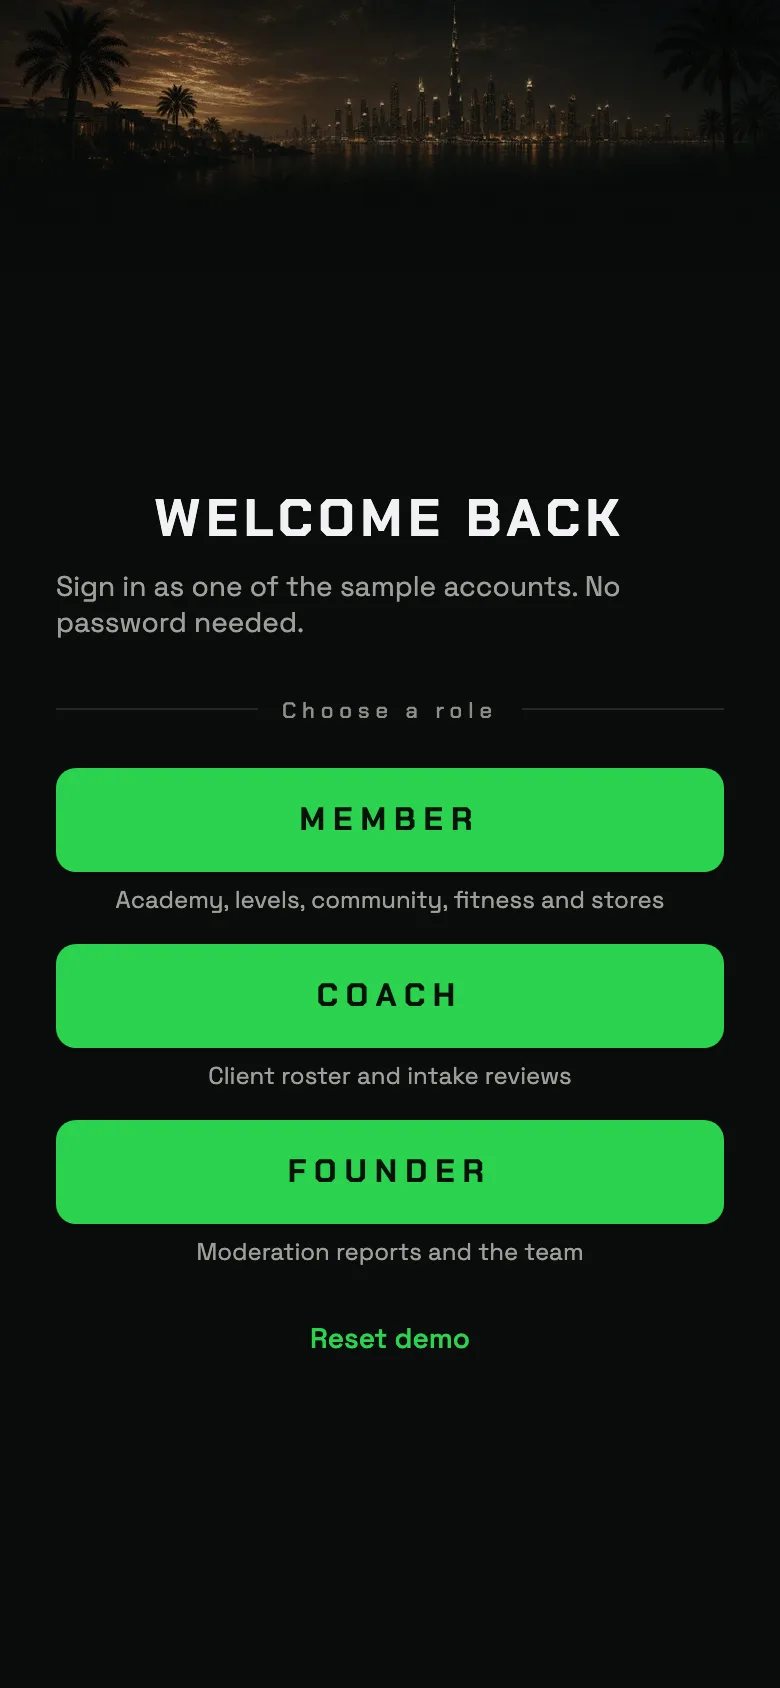 WELCOME BACK
Sign in as one of the sample accounts. No
password needed.
Choose a role
MEMBER
Academy, levels, community, fitness and stores
COACH
Client roster and intake reviews
FOUNDER
Moderation reports and the team
Reset demo